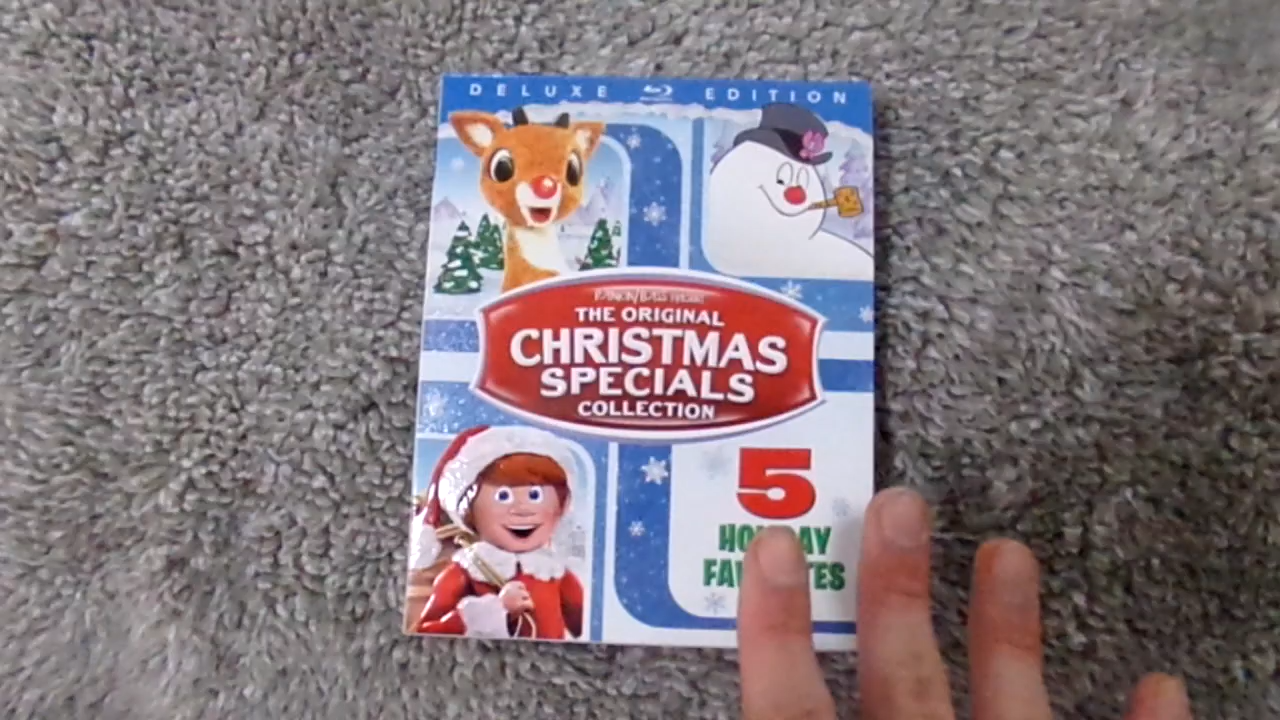 DELUXE EDITION
THE ORIGINAL
CHRISTMAS
SPECIALS
COLLECTION
5